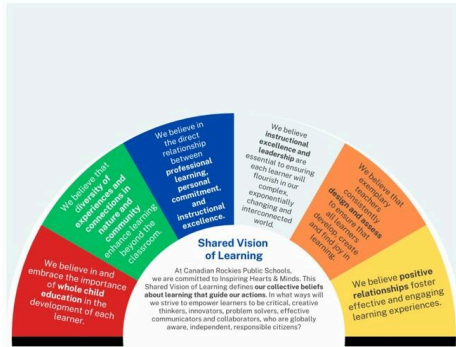 We believe in and
embrace the importance
of whole child
education in the
development of each
learner.
We believe that
diversity of
experiences and
connections in
nature and
community
enhance learning
beyond the
classroom.
We believe in
the direct
relationship
between
professional
learning,
personal
commitment,
and
instructional
excellence.
We believe
instructional
excellence and
leadership are
essential to ensuring
each learner will
flourish in our
complex,
exponentially
changing and
interconnected
world.
We believe that
exemplary
teachers
consistently
design and assess
to ensure that
all learners
develop, create
and find joy in
learning.
We believe positive
relationships foster
effective and engaging
learning experiences.
Shared Vision
of Learning
At Canadian Rockies Public Schools,
we are committed to Inspiring Hearts & Minds. This
Shared Vision of Learning defines our collective beliefs
about learning that guide our actions. In what ways will
we strive to empower learners to be critical, creative
thinkers, innovators, problem solvers, effective
communicators and collaborators, who are globally
aware, independent, responsible citizens?